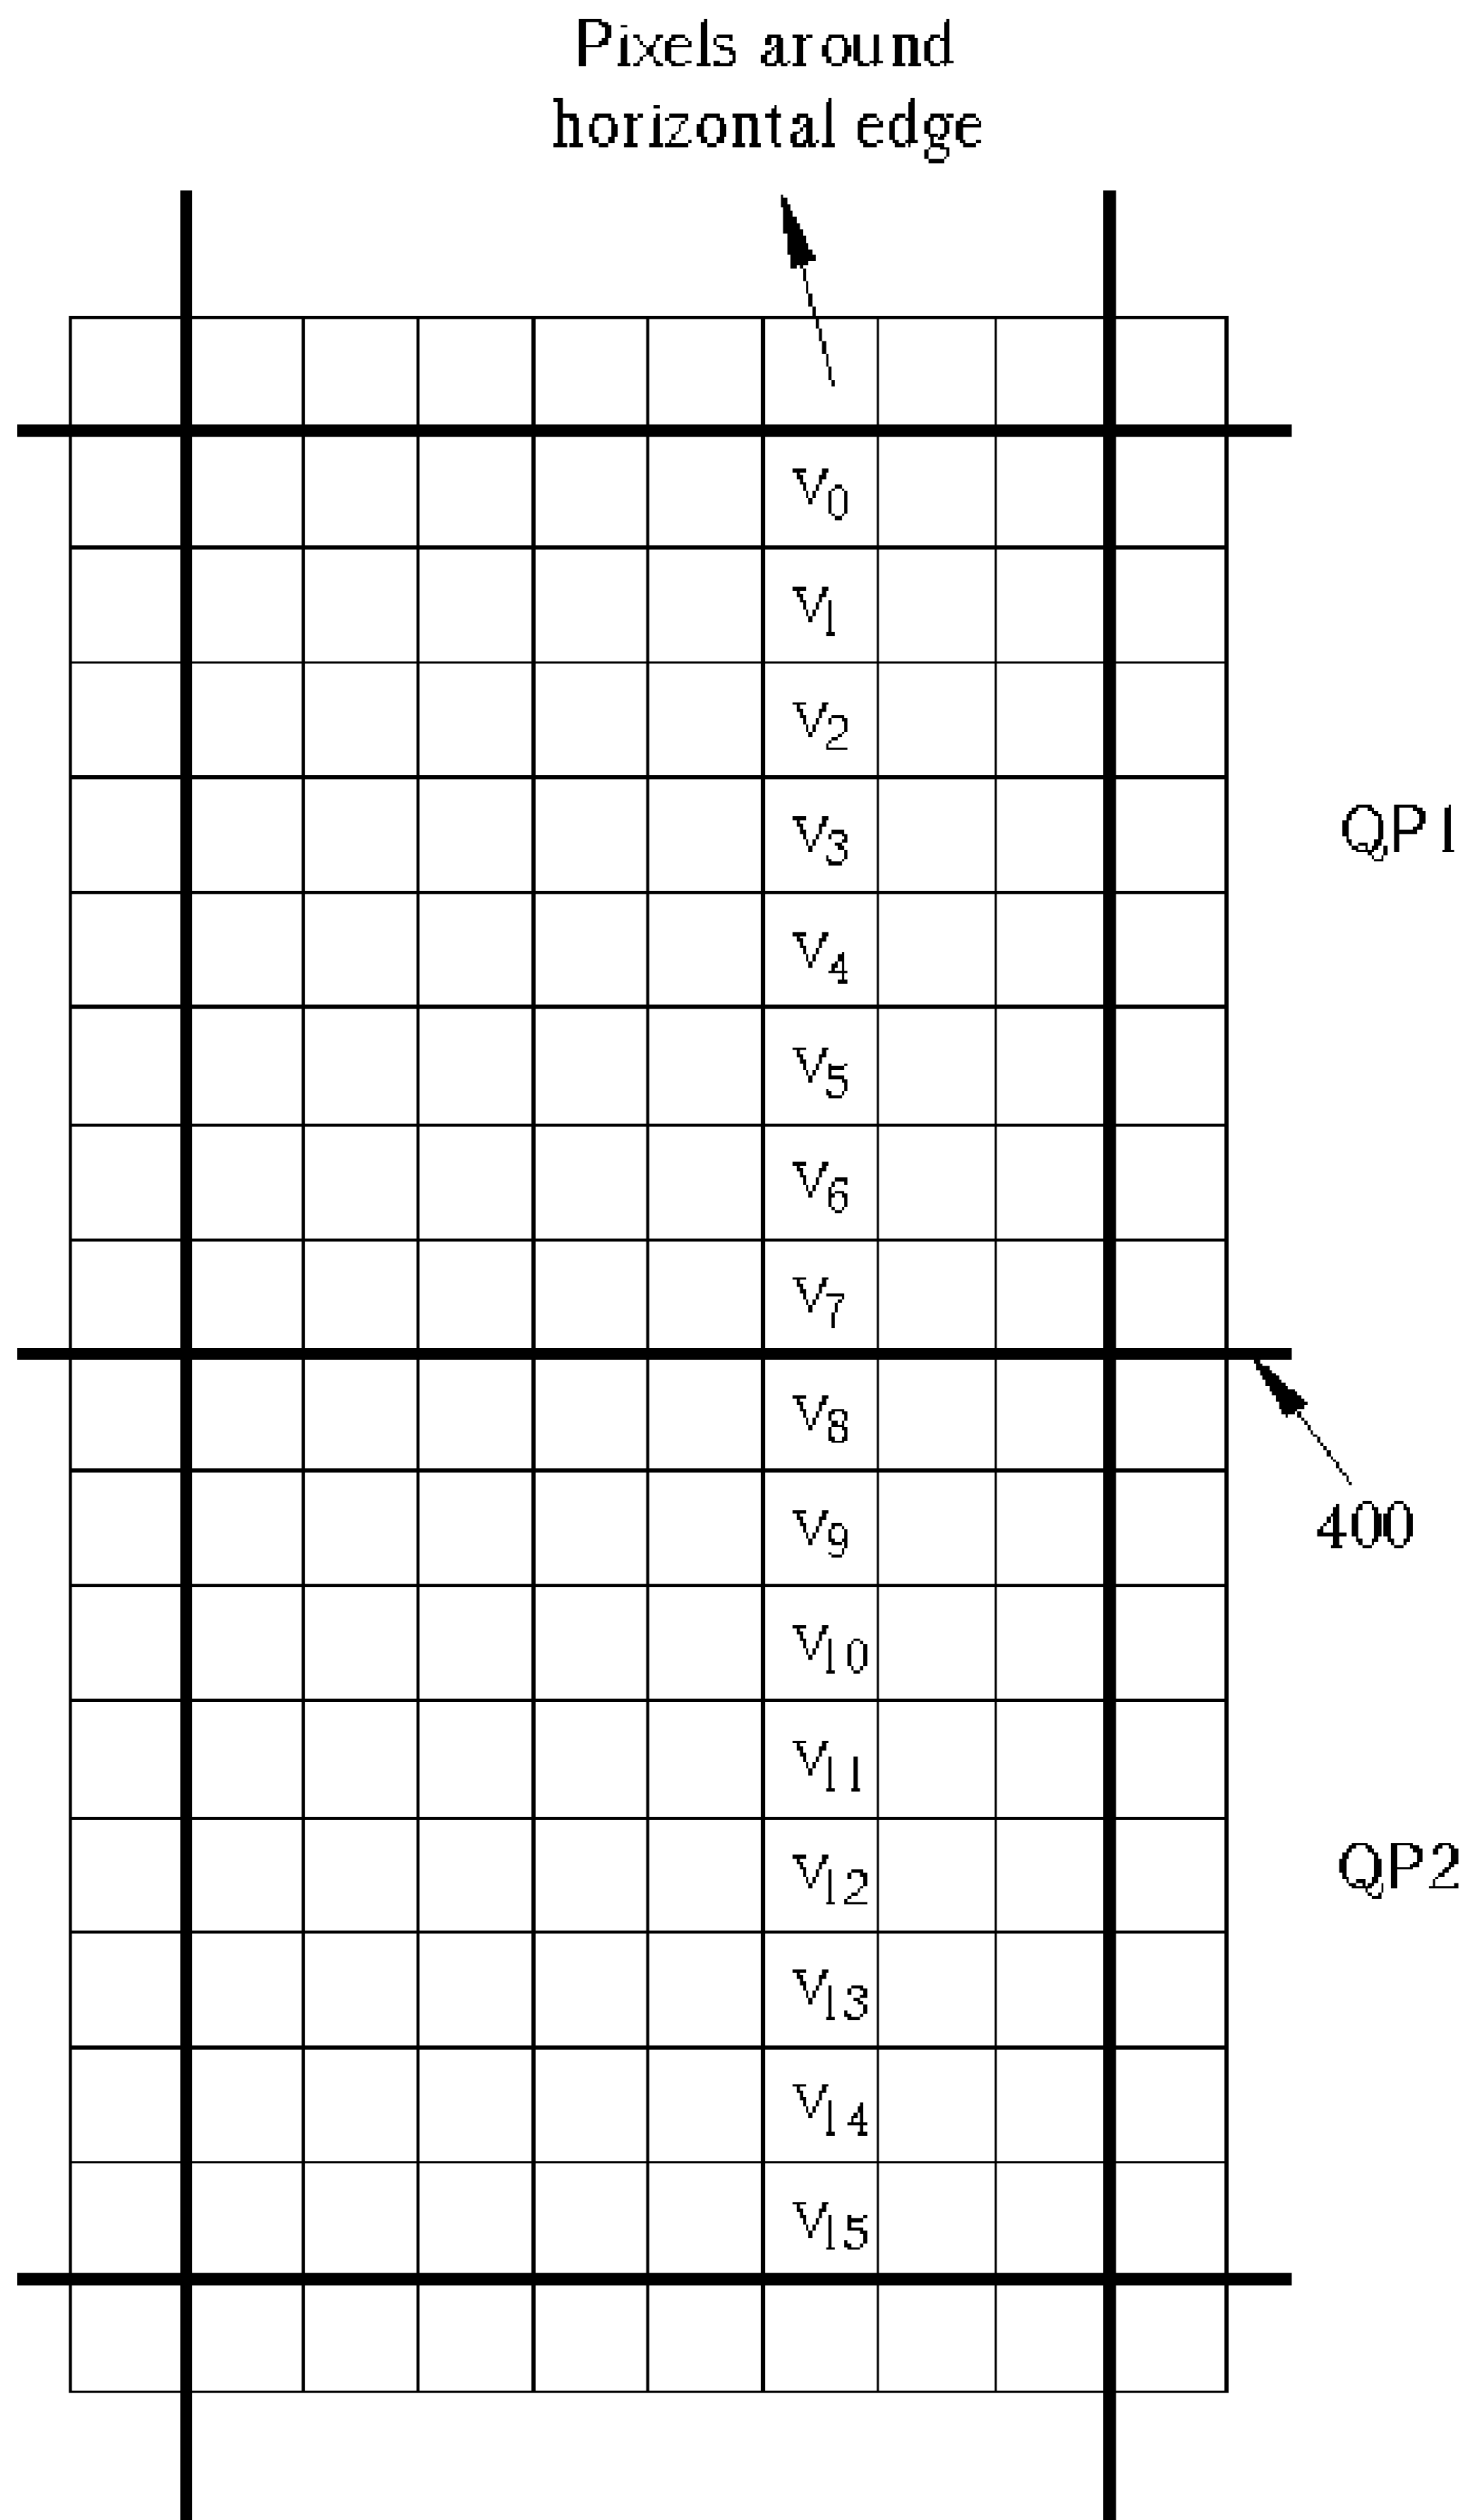 Pixels around
horizontal edge
V0
V1
V2
V3
QP1
V4
V5
V6
V7
V8
V9
400
V10
V11
V12
QP2
V13
V14
V15